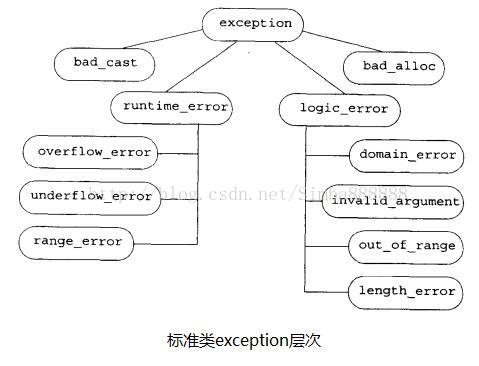 exception
bad_cast
bad_alloc
runtime_error
logic_error
overflow_error
domain_error
underflow_error
invalid_argument
http://blog.csdn.net/Simba888888
range_error
out_of_range
length_error
标准类exception层次